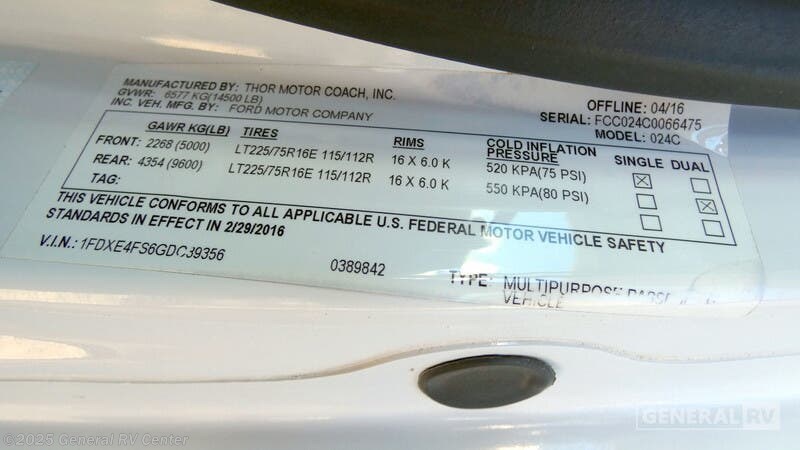 MANUFACTURED BY: THOR MOTOR COACH, INC.
GVWR: 6577 KG(14500 LB)
INC. VEH. MFG. BY: FORD MOTOR COMPANY
OFFLINE: 04/16
SERIAL: FCC024C0066475
MODEL: 024C
GAWR KG(LB) TIRES RIMS COLD INFLATION PRESSURE SINGLE DUAL
FRONT: 2268 (5000) LT225/75R16E 115/112R 16 X 6.0 K 520 KPA(75 PSI)
REAR: 4354 (9600) LT225/75R16E 115/112R 16 X 6.0 K 550 KPA(80 PSI)
TAG:
THIS VEHICLE CONFORMS TO ALL APPLICABLE U.S. FEDERAL MOTOR VEHICLE SAFETY
STANDARDS IN EFFECT IN 2/29/2016
V.I.N.: 1FDXE4FS6GDC39356 0389842 TYPE: MULTIPURPOSE
VEHICLE
GENERAL RV
©2025 General RV Center